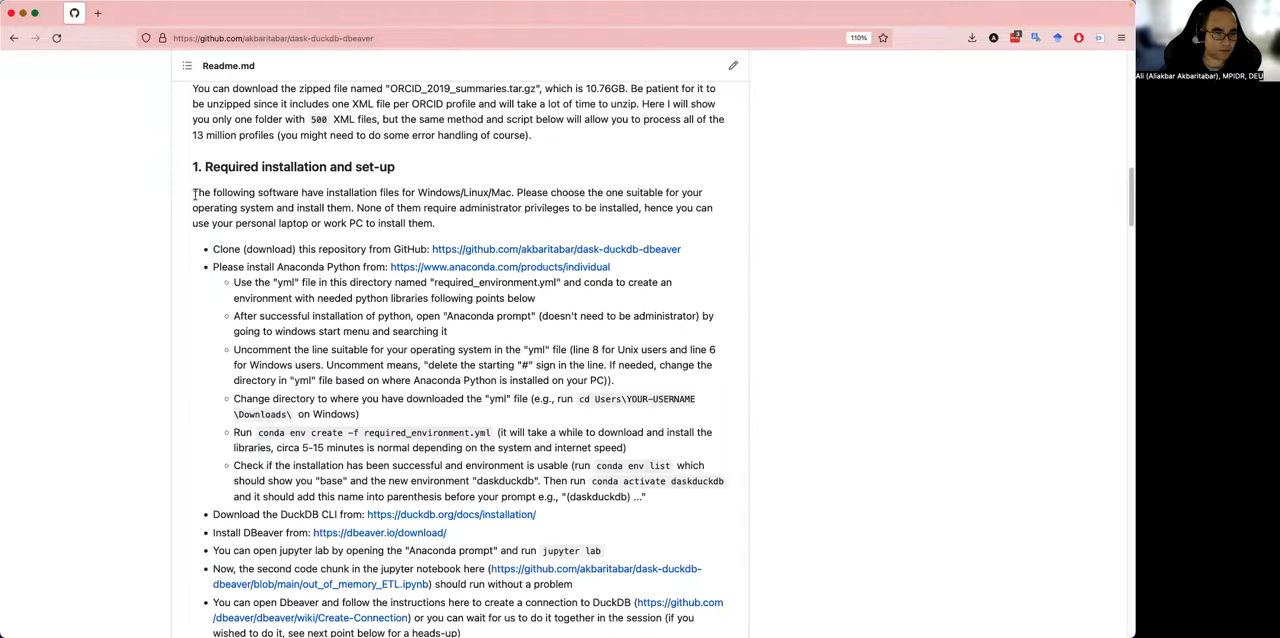 https://github.com/akbaritabar/dask-duckdb-dbeaver
110%
Ali (Aliakbar Akbaritabar), MPIDR, DEU
Readme.md
You can download the zipped file named "ORCID_2019_summaries.tar.gz", which is 10.76GB. Be patient for it to
be unzipped since it includes one XML file per ORCID profile and will take a lot of time to unzip. Here I will show
you only one folder with 500 XML files, but the same method and script below will allow you to process all of the
13 million profiles (you might need to do some error handling of course).
1. Required installation and set-up
The following software have installation files for Windows/Linux/Mac. Please choose the one suitable for your
operating system and install them. None of them require administrator privileges to be installed, hence you can
use your personal laptop or work PC to install them.
• Clone (download) this repository from GitHub: https://github.com/akbaritabar/dask-duckdb-dbeaver
• Please install Anaconda Python from: https://www.anaconda.com/products/individual
◦ Use the "yml" file in this directory named "required_environment.yml" and conda to create an
environment with needed python libraries following points below
◦ After successful installation of python, open "Anaconda prompt" (doesn't need to be administrator) by
going to windows start menu and searching it
◦ Uncomment the line suitable for your operating system in the "yml" file (line 8 for Unix users and line 6
for Windows users. Uncomment means, "delete the starting "#" sign in the line. If needed, change the
directory in "yml" file based on where Anaconda Python is installed on your PC)).
◦ Change directory to where you have downloaded the "yml" file (e.g., run cd Users\YOUR-USERNAME
\Downloads\ on Windows)
◦ Run conda env create -f required_environment.yml (it will take a while to download and install the
libraries, circa 5-15 minutes is normal depending on the system and internet speed)
◦ Check if the installation has been successful and environment is usable (run conda env list which
should show you "base" and the new environment "daskduckdb". Then run conda activate daskduckdb
and it should add this name into parenthesis before your prompt e.g., "(daskduckdb) ..."
• Download the DuckDB CLI from: https://duckdb.org/docs/installation/
• Install DBeaver from: https://dbeaver.io/download/
• You can open jupyter lab by opening the "Anaconda prompt" and run jupyter lab
• Now, the second code chunk in the jupyter notebook here (https://github.com/akbaritabar/dask-duckdb-
dbeaver/blob/main/out_of_memory_ETL.ipynb) should run without a problem
• You can open Dbeaver and follow the instructions here to create a connection to DuckDB (https://github.com
/dbeaver/dbeaver/wiki/Create-Connection) or you can wait for us to do it together in the session (if you
wished to do it, see next point below for a heads-up)